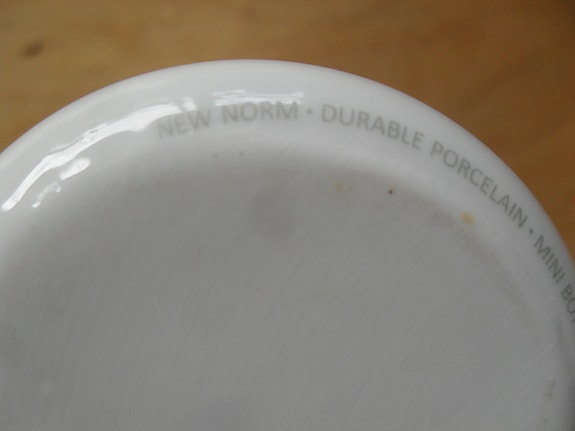 NEW NORM • DURABLE PORCELAIN • MINI